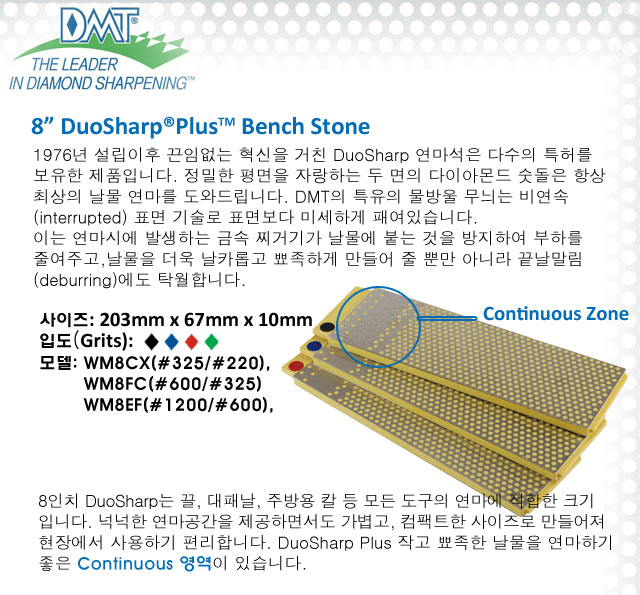 DMT®
THE LEADER
IN DIAMOND SHARPENING™
8” DuoSharp®Plus™ Bench Stone
1976년 설립이후 끈임없는 혁신을 거친 DuoSharp 연마석은 다수의 특허를
보유한 제품입니다. 정밀한 평면을 자랑하는 두 면의 다이아몬드 숫돌은 항상
최상의 날물 연마를 도와드립니다. DMT의 특유의 물방울 무늬는 비연속
(interrupted) 표면 기술로 표면보다 미세하게 패여있습니다.
이는 연마시에 발생하는 금속 찌거기가 날물에 붙는 것을 방지하여 부하를
줄여주고,날물을 더욱 날카롭고 뾰족하게 만들어 줄 뿐만 아니라 끝날말림
(deburring)에도 탁월합니다.
사이즈: 203mm x 67mm x 10mm
입도(Grits):
모델: WM8CX(#325/#220),
WM8FC(#600/#325)
WM8EF(#1200/#600),
Continuous Zone
8인치 DuoSharp는 끌, 대패날, 주방용 칼 등 모든 도구의 연마에 적합한 크기
입니다. 넉넉한 연마공간을 제공하면서도 가볍고, 컴팩트한 사이즈로 만들어져
현장에서 사용하기 편리합니다. DuoSharp Plus 작고 뾰족한 날물을 연마하기
좋은 Continuous 영역이 있습니다.